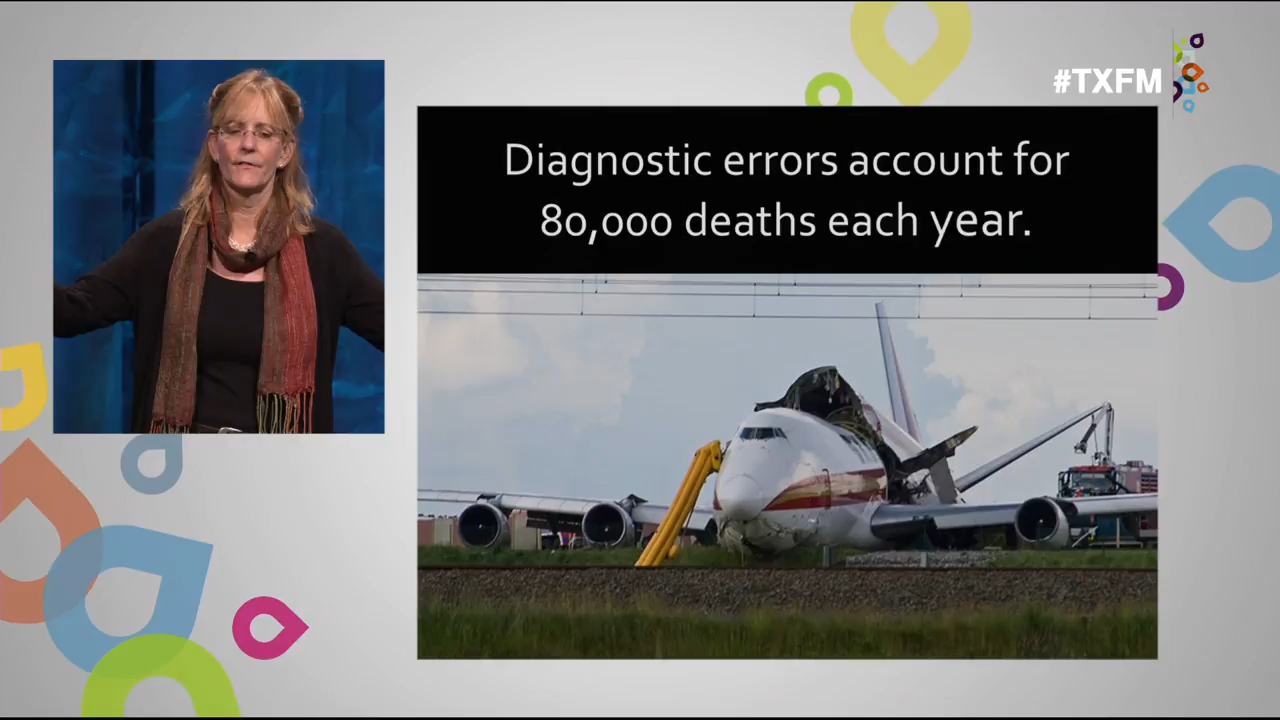 #TXFM
Diagnostic errors account for
80,000 deaths each year.